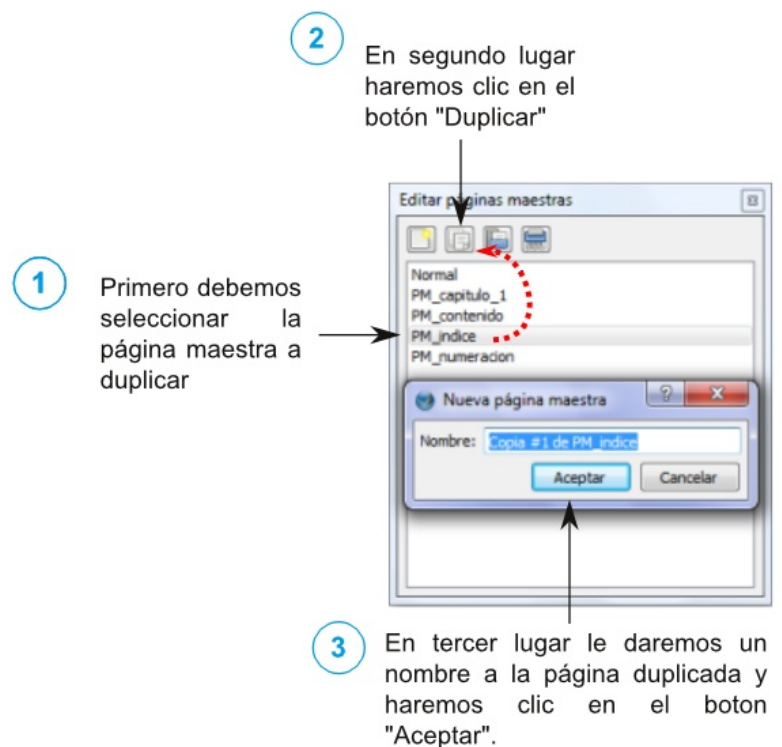 2
En segundo lugar
haremos clic en el
botón "Duplicar"
Editar páginas maestras
1
Primero debemos
seleccionar la
página maestra a
duplicar
Normal
PM_capitulo_1
PM_contenido
PM_indice
PM_numeracion
Nueva página maestra
Nombre: Copia #1 de PM_indice
Aceptar Cancelar
3
En tercer lugar le daremos un
nombre a la página duplicada y
haremos clic en el boton
"Aceptar".